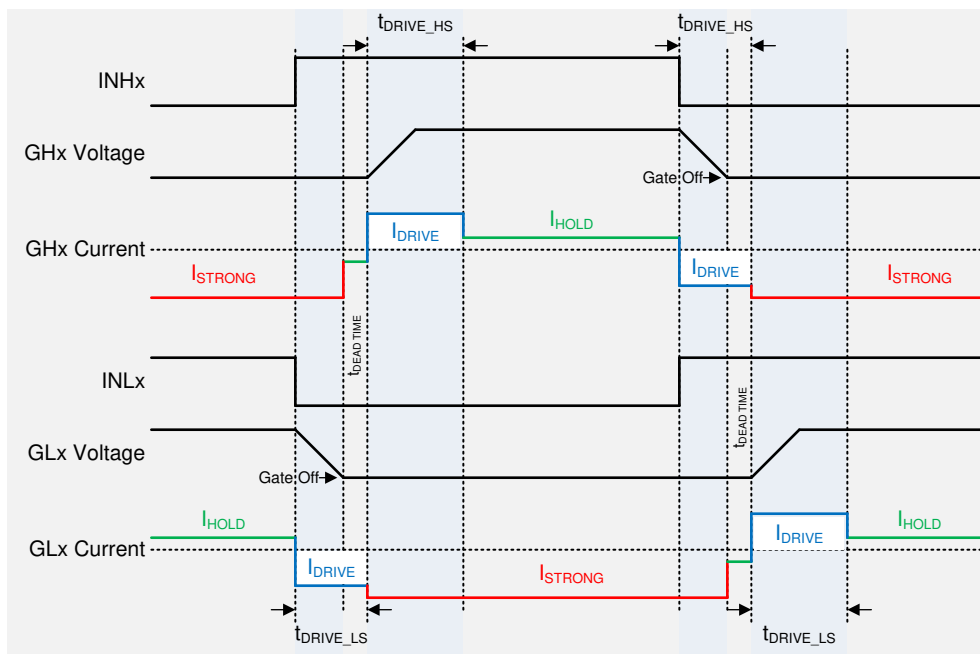 tDRIVE_HS
tDRIVE_HS
INHx
GHx Voltage
Gate Off
IHOLD
IDRIVE
GHx Current
ISTRONG
IDRIVE
ISTRONG
tDEAD TIME
INLx
tDEAD TIME
GLx Voltage
Gate Off
IHOLD
IHOLD
GLx Current
IDRIVE
IDRIVE
ISTRONG
tDRIVE_LS
tDRIVE_LS